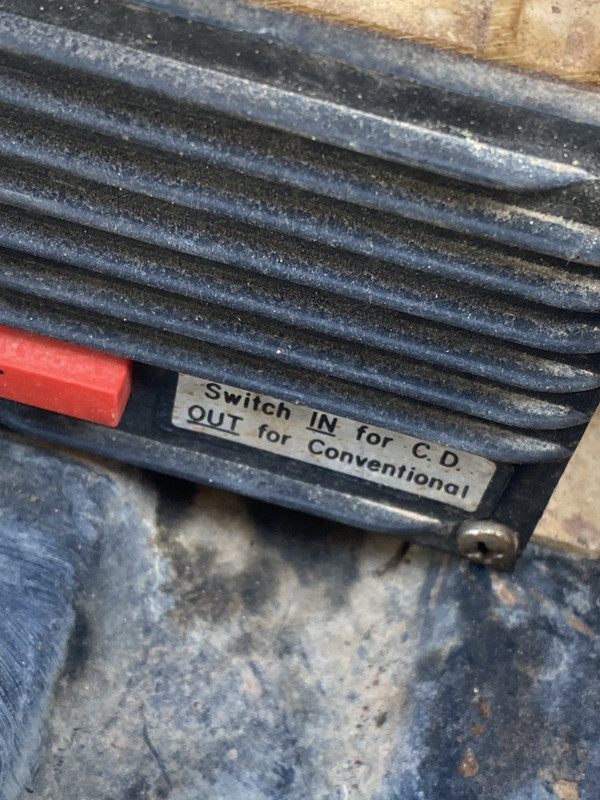 Switch IN for C.D.
OUT for Conventional